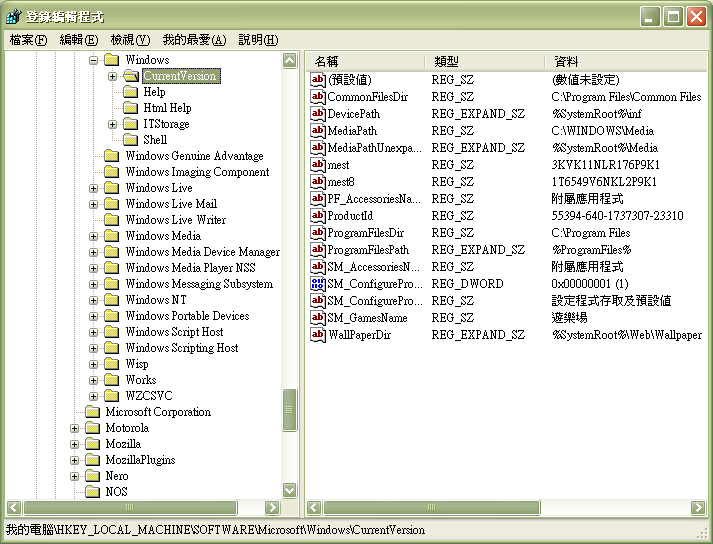 登錄編輯程式
檔案(F) 編輯(E) 檢視(V) 我的最愛(A) 說明(H)
Windows
CurrentVersion
Help
Html Help
ITStorage
Shell
Windows Genuine Advantage
Windows Imaging Component
Windows Live
Windows Live Mail
Windows Live Writer
Windows Media
Windows Media Device Manager
Windows Media Player NSS
Windows Messaging Subsystem
Windows NT
Windows Portable Devices
Windows Script Host
Windows Scripting Host
Wisp
Works
WZCSVC
Microsoft Corporation
Motorola
Mozilla
MozillaPlugins
Nero
NOS
名稱 類型 資料
(預設值) REG_SZ (數值未設定)
CommonFilesDir REG_SZ C:\Program Files\Common Files
DevicePath REG_EXPAND_SZ %SystemRoot%\inf
MediaPath REG_SZ C:\WINDOWS\Media
MediaPathUnexpa... REG_EXPAND_SZ %SystemRoot%\Media
mest REG_SZ 3KVK11NLR176P9K1
mest8 REG_SZ 1T6549V6NKL2P9K1
PF_AccessoriesNa... REG_SZ 附屬應用程式
ProductId REG_SZ 55394-640-1737307-23310
ProgramFilesDir REG_SZ C:\Program Files
ProgramFilesPath REG_EXPAND_SZ %ProgramFiles%
SM_AccessoriesN... REG_SZ 附屬應用程式
SM_ConfigurePro... REG_DWORD 0x00000001 (1)
SM_ConfigurePro... REG_SZ 設定程式存取及預設值
SM_GamesName REG_SZ 遊樂場
WallPaperDir REG_EXPAND_SZ %SystemRoot%\Web\Wallpaper
我的電腦\HKEY_LOCAL_MACHINE\SOFTWARE\Microsoft\Windows\CurrentVersion